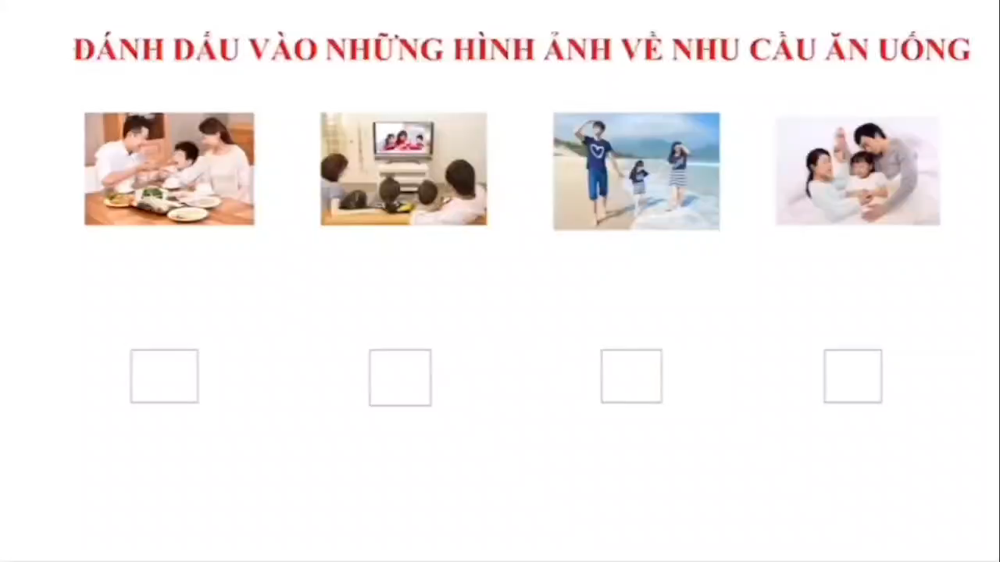 ĐÁNH DẤU VÀO NHỮNG HÌNH ẢNH VỀ NHU CẦU ĂN UỐNG